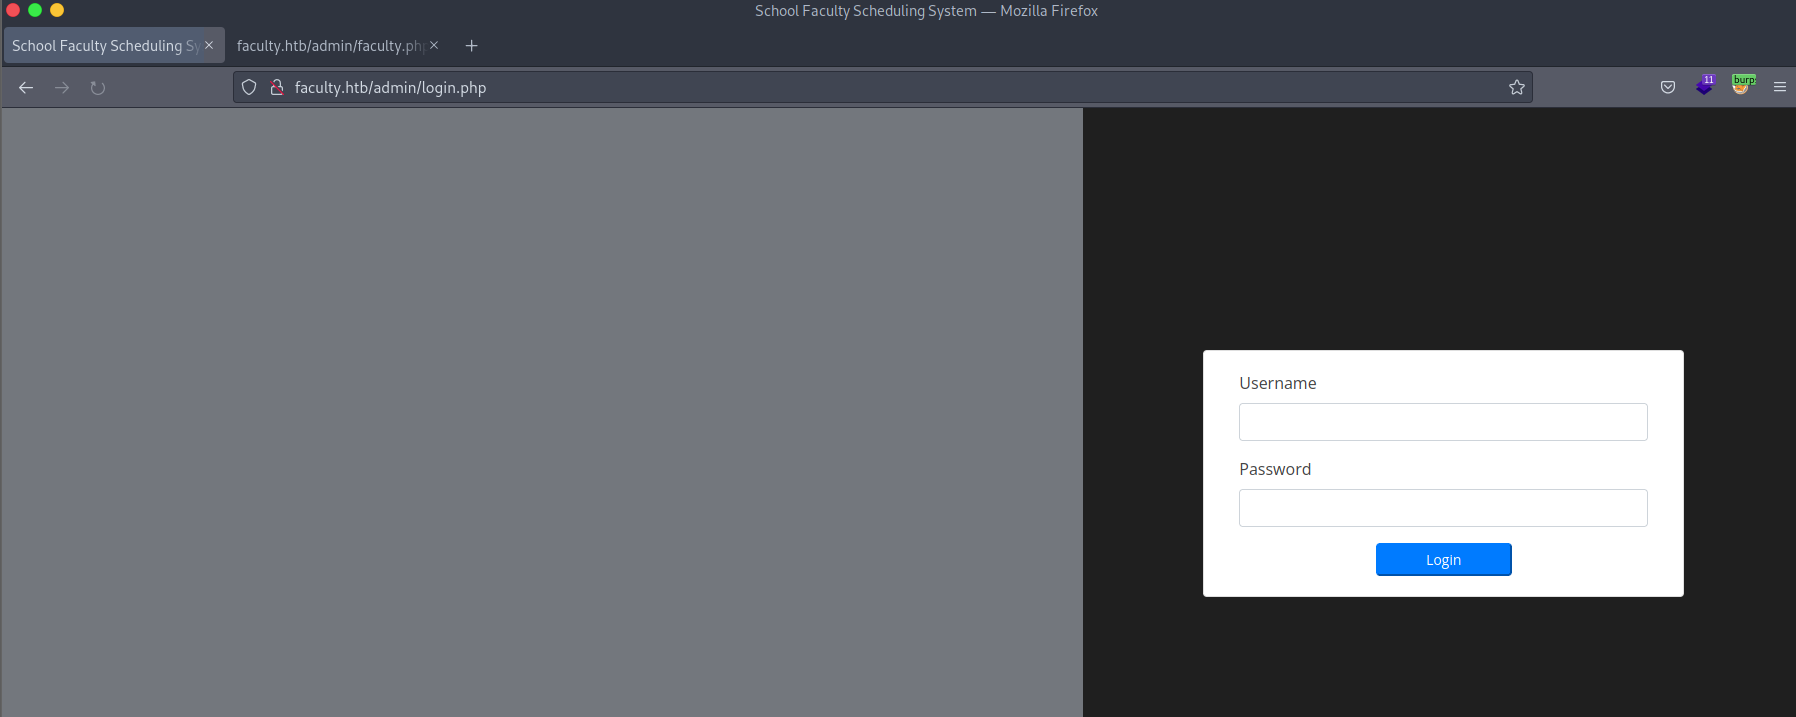 School Faculty Scheduling System — Mozilla Firefox
School Faculty Scheduling Sy
faculty.htb/admin/faculty.php
faculty.htb/admin/login.php
11
burp
Username
Password
Login